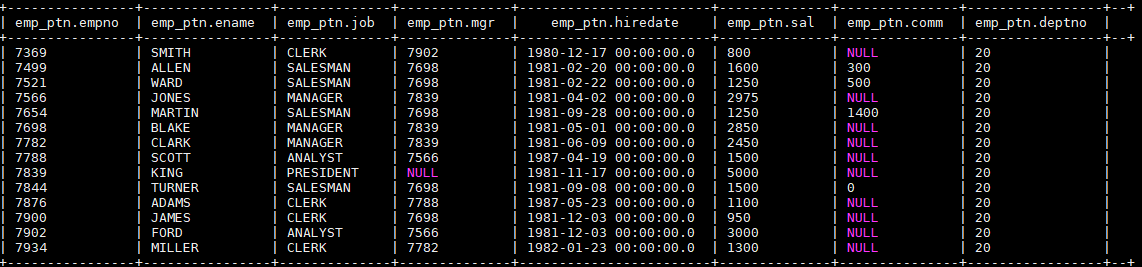 +----------------+----------------+--------------+--------------+------------------------+--------------+---------------+-----------------+--+
| emp_ptn.empno | emp_ptn.ename | emp_ptn.job | emp_ptn.mgr | emp_ptn.hiredate | emp_ptn.sal | emp_ptn.comm | emp_ptn.deptno |
+----------------+----------------+--------------+--------------+------------------------+--------------+---------------+-----------------+--+
| 7369 | SMITH | CLERK | 7902 | 1980-12-17 00:00:00.0 | 800 | NULL | 20 |
| 7499 | ALLEN | SALESMAN | 7698 | 1981-02-20 00:00:00.0 | 1600 | 300 | 20 |
| 7521 | WARD | SALESMAN | 7698 | 1981-02-22 00:00:00.0 | 1250 | 500 | 20 |
| 7566 | JONES | MANAGER | 7839 | 1981-04-02 00:00:00.0 | 2975 | NULL | 20 |
| 7654 | MARTIN | SALESMAN | 7698 | 1981-09-28 00:00:00.0 | 1250 | 1400 | 20 |
| 7698 | BLAKE | MANAGER | 7839 | 1981-05-01 00:00:00.0 | 2850 | NULL | 20 |
| 7782 | CLARK | MANAGER | 7839 | 1981-06-09 00:00:00.0 | 2450 | NULL | 20 |
| 7788 | SCOTT | ANALYST | 7566 | 1987-04-19 00:00:00.0 | 1500 | NULL | 20 |
| 7839 | KING | PRESIDENT | NULL | 1981-11-17 00:00:00.0 | 5000 | NULL | 20 |
| 7844 | TURNER | SALESMAN | 7698 | 1981-09-08 00:00:00.0 | 1500 | 0 | 20 |
| 7876 | ADAMS | CLERK | 7788 | 1987-05-23 00:00:00.0 | 1100 | NULL | 20 |
| 7900 | JAMES | CLERK | 7698 | 1981-12-03 00:00:00.0 | 950 | NULL | 20 |
| 7902 | FORD | ANALYST | 7566 | 1981-12-03 00:00:00.0 | 3000 | NULL | 20 |
| 7934 | MILLER | CLERK | 7782 | 1982-01-23 00:00:00.0 | 1300 | NULL | 20 |
+----------------+----------------+--------------+--------------+------------------------+--------------+---------------+-----------------+--+